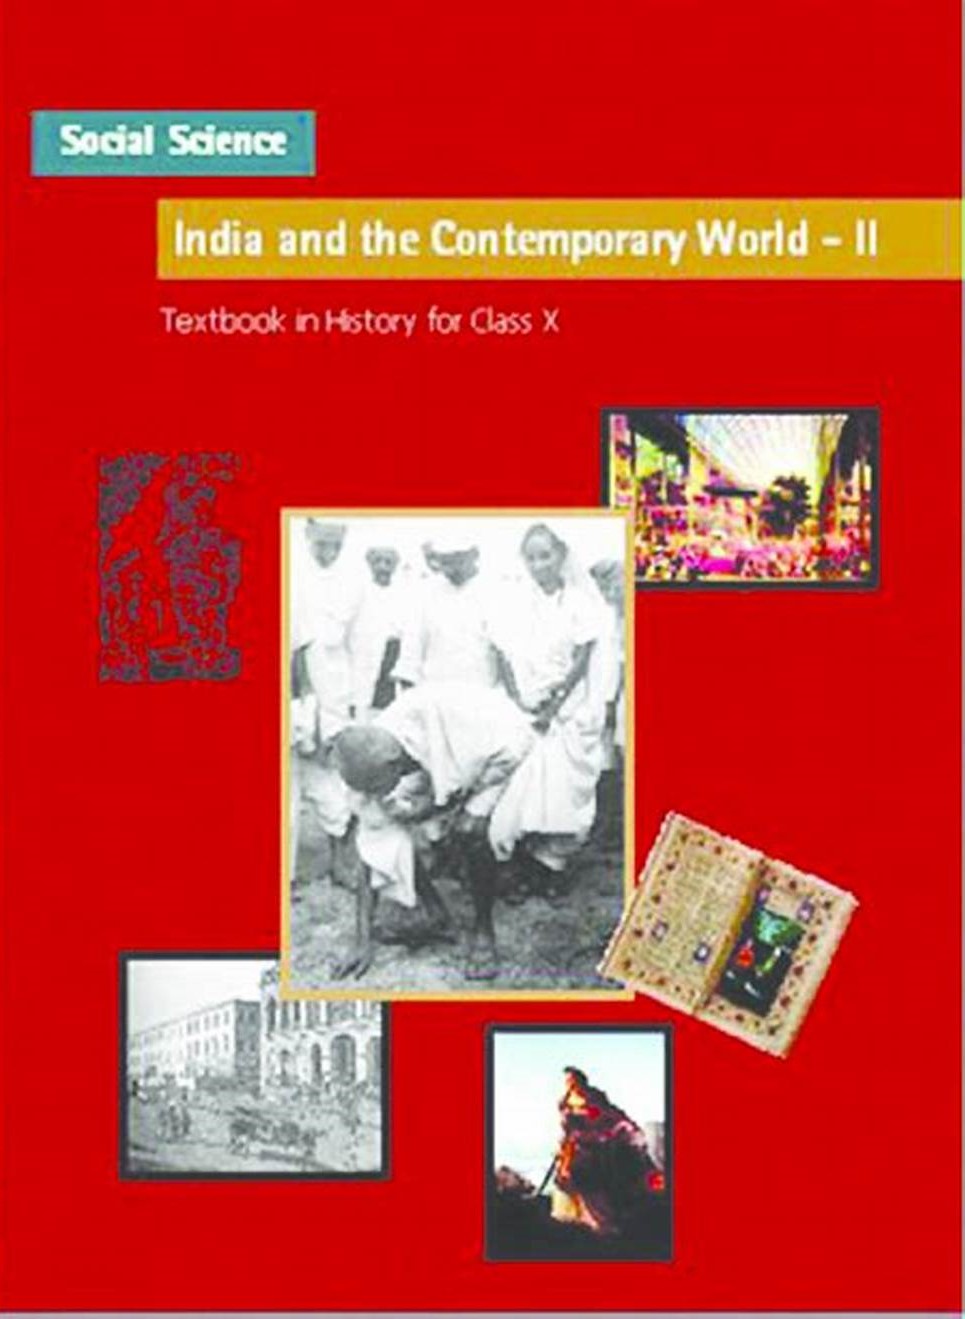 Social Science
India and the Contemporary World – II
Textbook in History for Class X